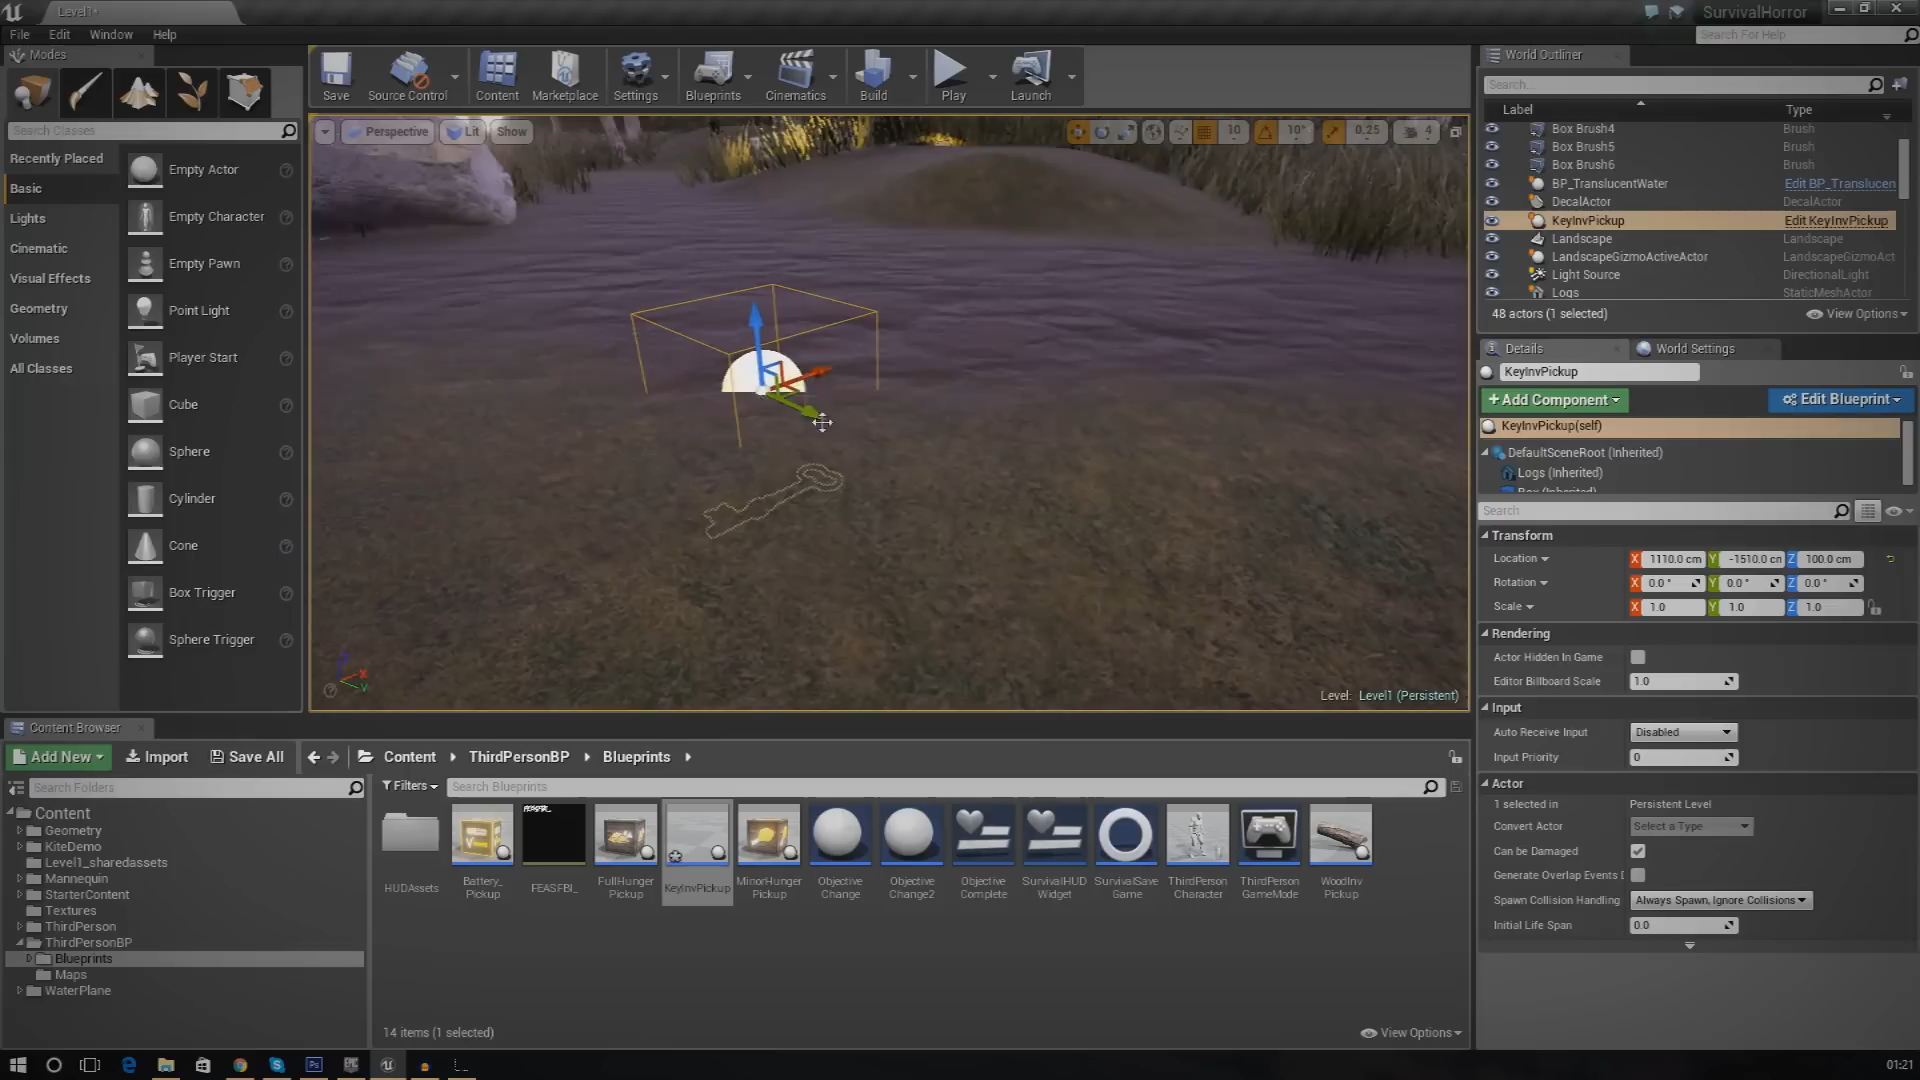 Level1*
SurvivalHorror
File Edit Window Help
Search For Help
Modes
Search Classes
Recently Placed
Basic
Lights
Cinematic
Visual Effects
Geometry
Volumes
All Classes
Empty Actor
Empty Character
Empty Pawn
Point Light
Player Start
Cube
Sphere
Cylinder
Cone
Box Trigger
Sphere Trigger
Save Source Control Content Marketplace Settings Blueprints Cinematics Build Play Launch
Perspective Lit Show
10 10° 0.25 4
Level: Level1 (Persistent)
World Outliner
Search...
Label Type
Box Brush4 Brush
Box Brush5 Brush
Box Brush6 Brush
BP_TranslucentWater Edit BP_Translucen
DecalActor DecalActor
KeyInvPickup Edit KeyInvPickup
Landscape Landscape
LandscapeGizmoActiveActor LandscapeGizmoAct
Light Source DirectionalLight
Logs StaticMeshActor
48 actors (1 selected) View Options
Details World Settings
KeyInvPickup
+Add Component Edit Blueprint
KeyInvPickup(self)
DefaultSceneRoot (Inherited)
Logs (Inherited)
Box (Inherited)
Search
Transform
Location X 1110.0 cm Y -1510.0 cm Z 100.0 cm
Rotation X 0.0 ° Y 0.0 ° Z 0.0 °
Scale X 1.0 Y 1.0 Z 1.0
Rendering
Actor Hidden In Game
Editor Billboard Scale 1.0
Input
Auto Receive Input Disabled
Input Priority 0
Actor
1 selected in Persistent Level
Convert Actor Select a Type
Can be Damaged
Generate Overlap Events D
Spawn Collision Handling Always Spawn, Ignore Collisions
Initial Life Span 0.0
Content Browser
Add New Import Save All Content ThirdPersonBP Blueprints
Search Folders
Filters Search Blueprints
Content
Geometry
KiteDemo
Level1_sharedassets
Mannequin
StarterContent
Textures
ThirdPerson
ThirdPersonBP
Blueprints
Maps
WaterPlane
HUDAssets
Battery_
Pickup
FEASFBI_
FullHunger
Pickup
KeyInvPickup
MinorHunger
Pickup
Objective
Change
Objective
Change2
Objective
Complete
SurvivalHUD
Widget
SurvivalSave
Game
ThirdPerson
Character
ThirdPerson
GameMode
WoodInv
Pickup
14 items (1 selected) View Options
01:21